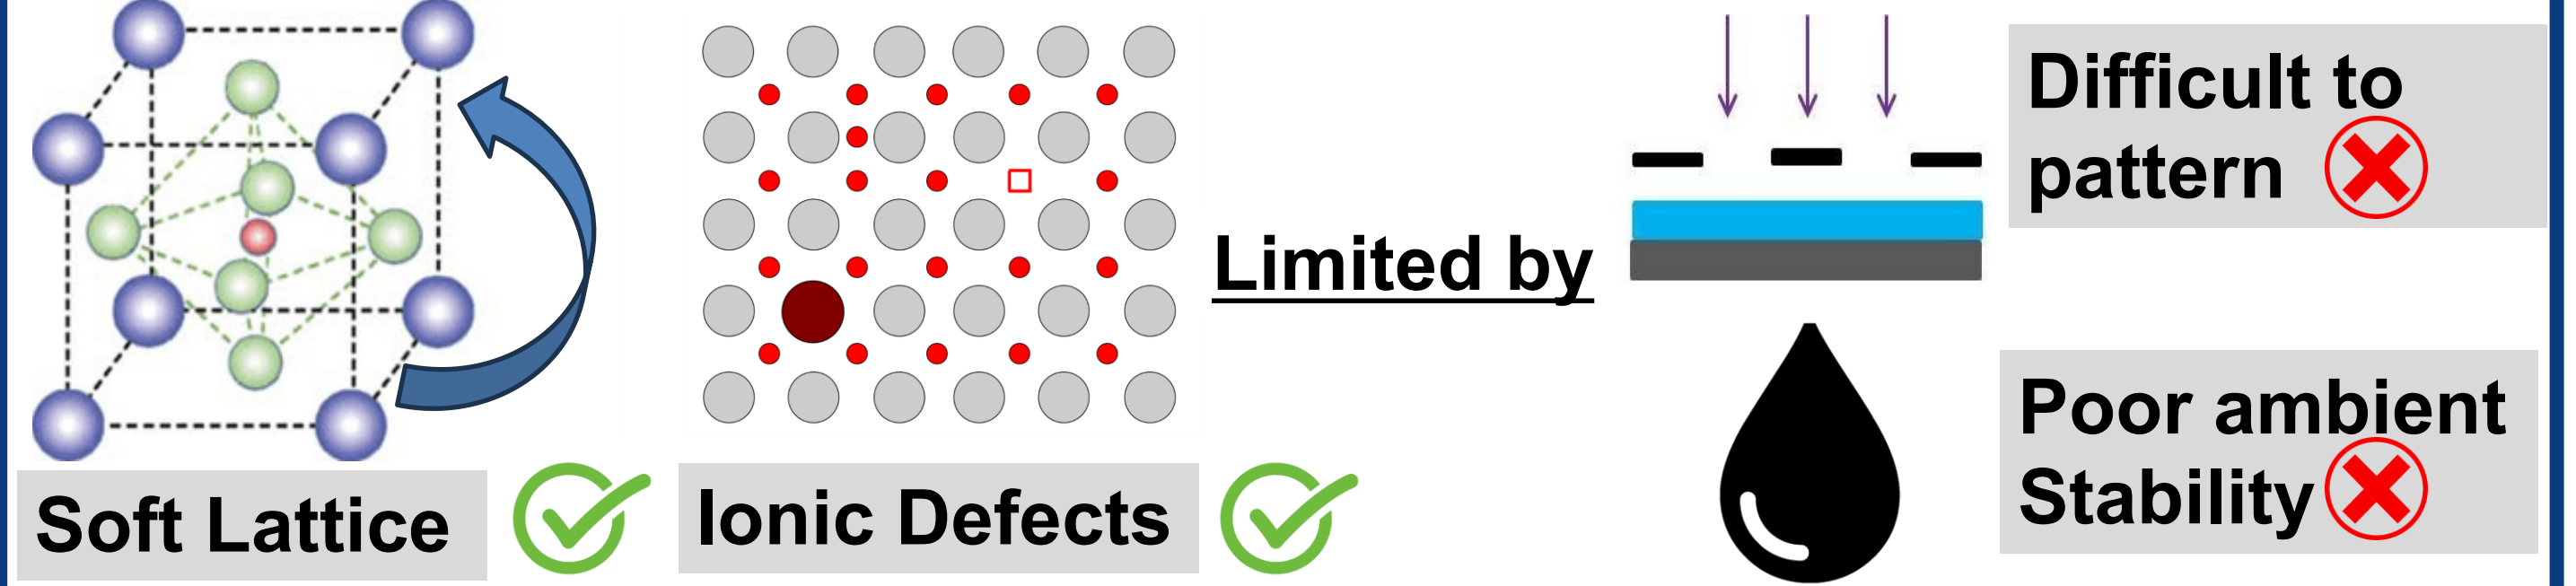 Soft Lattice
Ionic Defects
Limited by
Difficult to
pattern
Poor ambient
Stability